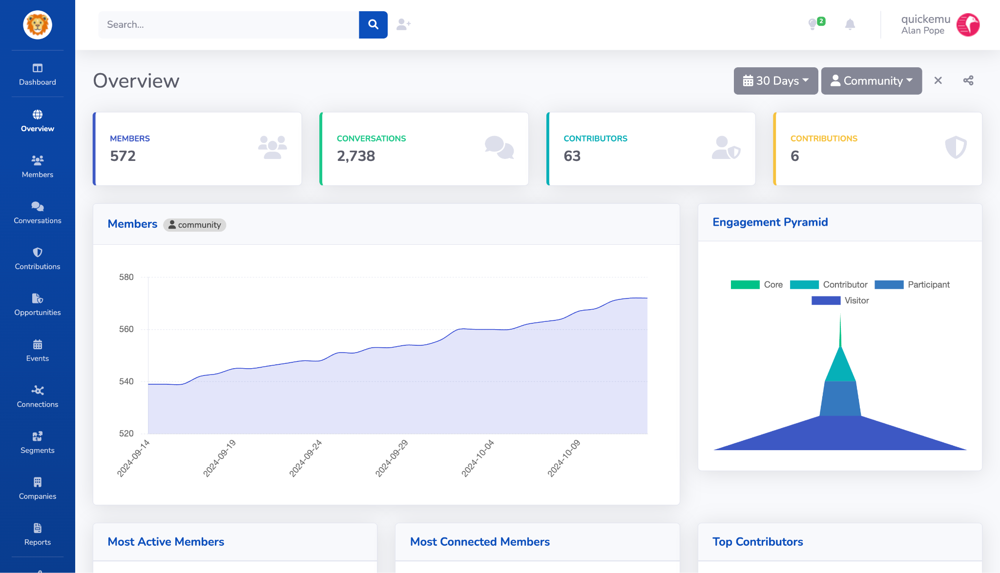 Search...
2
quickemu
Alan Pope
Dashboard
Overview
Members
Conversations
Contributions
Opportunities
Events
Connections
Segments
Companies
Reports
Overview
30 Days
Community
MEMBERS
572
CONVERSATIONS
2,738
CONTRIBUTORS
63
CONTRIBUTIONS
6
Members
community
580
560
540
520
2024-09-14
2024-09-19
2024-09-24
2024-09-29
2024-10-04
2024-10-09
Engagement Pyramid
Core
Contributor
Participant
Visitor
Most Active Members
Most Connected Members
Top Contributors